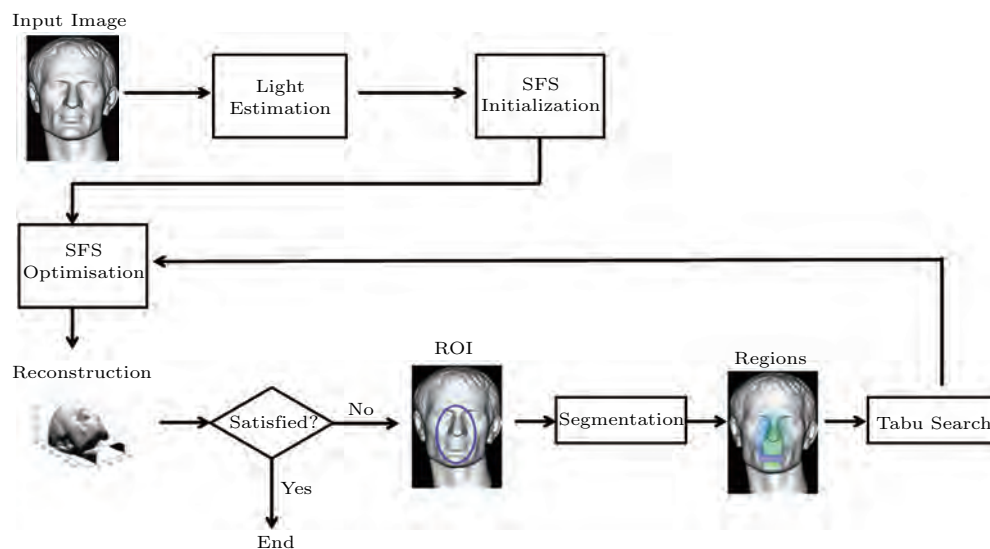 Input Image
Light
Estimation
SFS
Initialization
SFS
Optimisation
Reconstruction
Satisfied?
No
Yes
End
ROI
Segmentation
Regions
Tabu Search